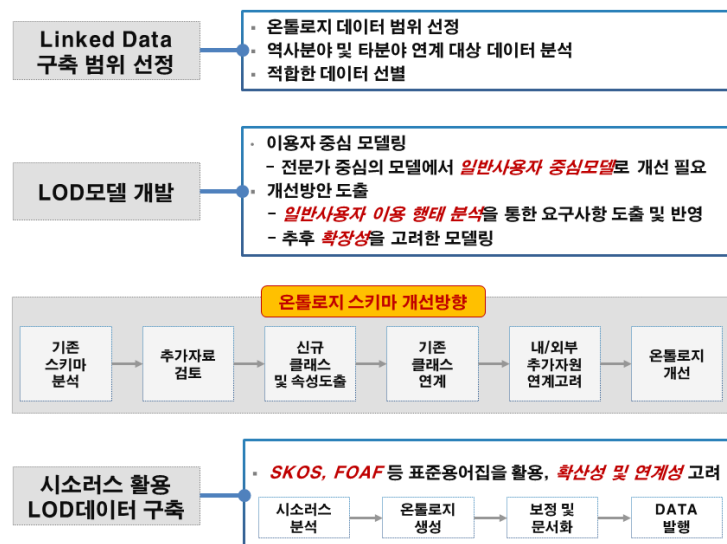 Linked Data
구축 범위 선정
▪ 온톨로지 데이터 범위 선정
▪ 역사분야 및 타분야 연계 대상 데이터 분석
▪ 적합한 데이터 선별
LOD모델 개발
▪ 이용자 중심 모델링
- 전문가 중심의 모델에서 일반사용자 중심모델로 개선 필요
▪ 개선방안 도출
- 일반사용자 이용 행태 분석을 통한 요구사항 도출 및 반영
- 추후 확장성을 고려한 모델링
온톨로지 스키마 개선방향
기존
스키마
분석
추가자료
검토
신규
클래스
및 속성도출
기존
클래스
연계
내/외부
추가자원
연계고려
온톨로지
개선
시소러스 활용
LOD데이터 구축
▪ SKOS, FOAF 등 표준용어집을 활용, 확산성 및 연계성 고려
시소러스
분석
온톨로지
생성
보정 및
문서화
DATA
발행